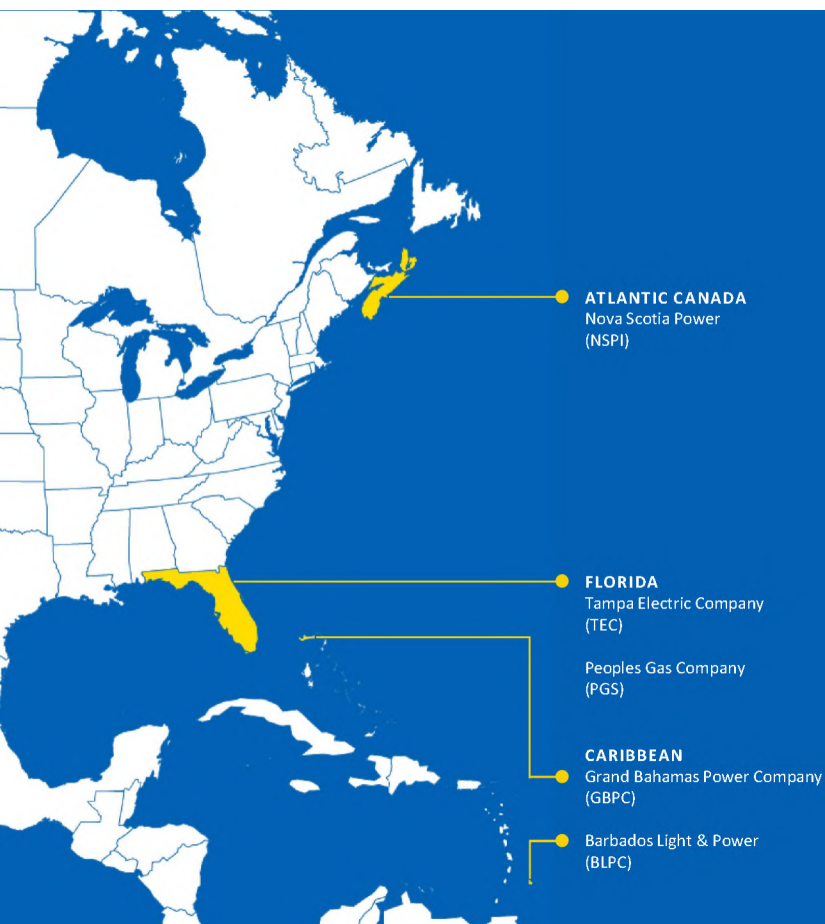 ATLANTIC CANADA
Nova Scotia Power
(NSPI)
FLORIDA
Tampa Electric Company
(TEC)
Peoples Gas Company
(PGS)
CARIBBEAN
Grand Bahamas Power Company
(GBPC)
Barbados Light & Power
(BLPC)